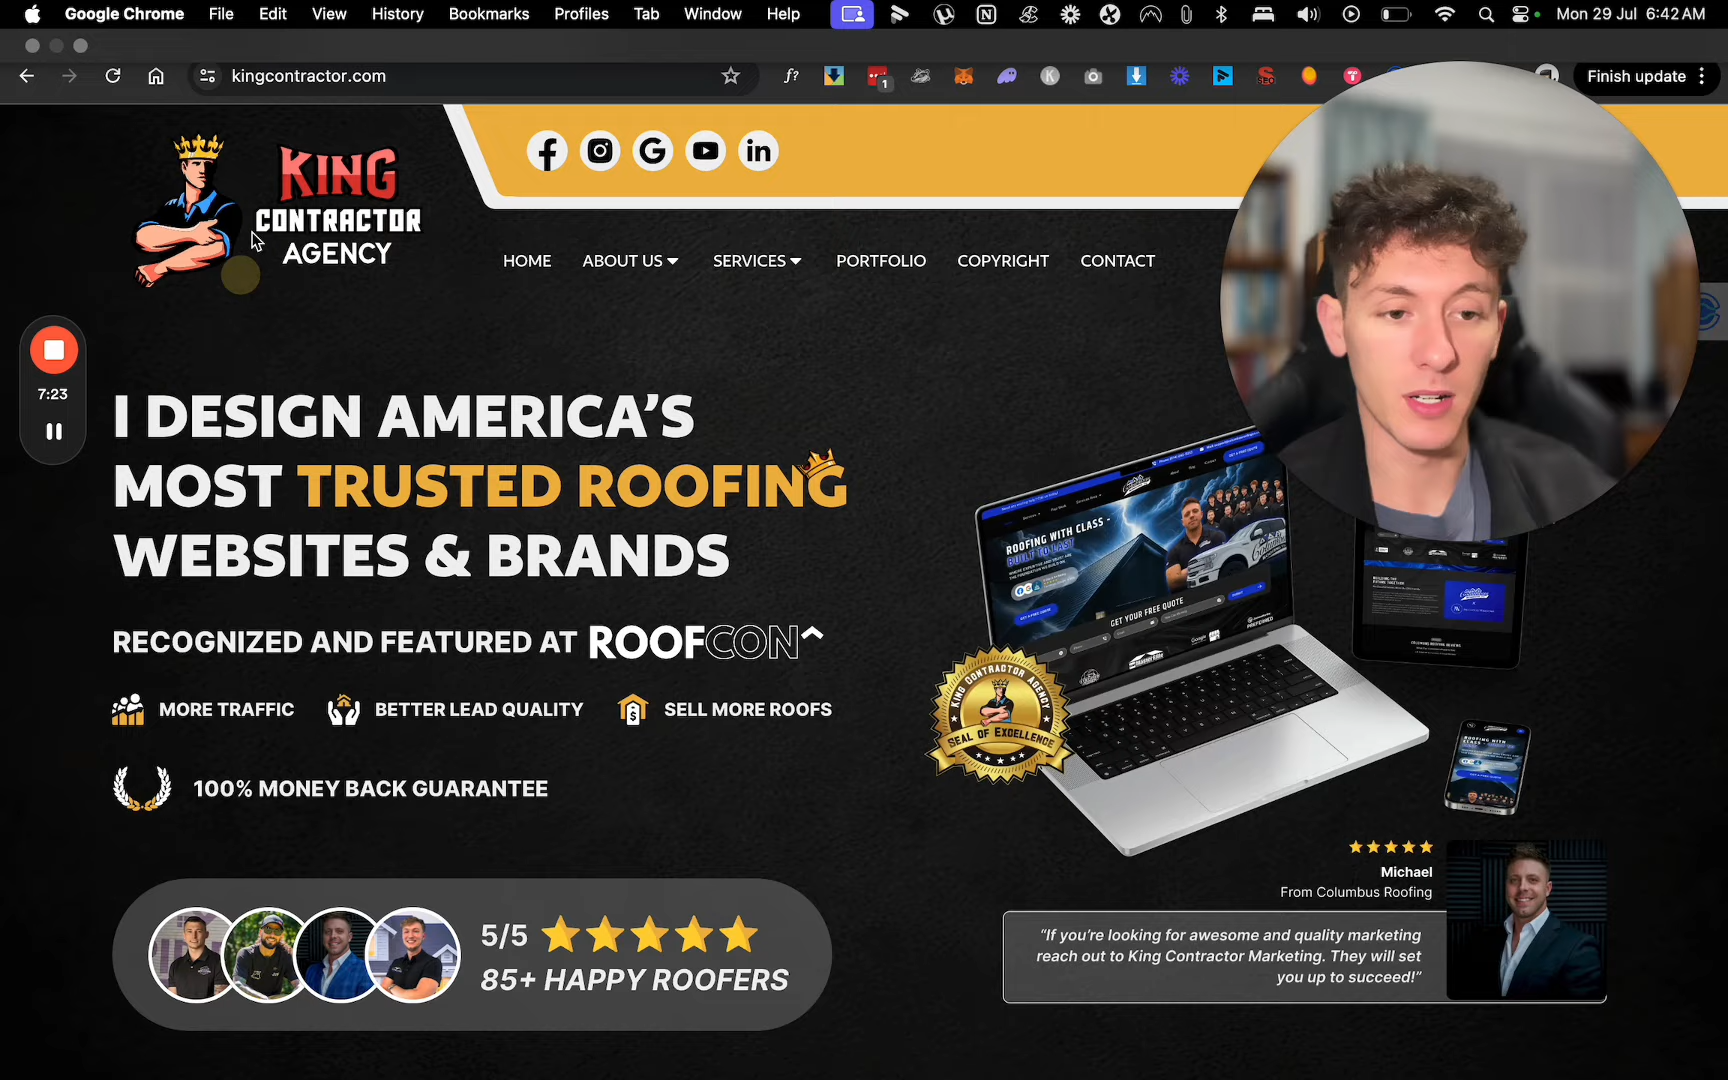 Google Chrome File Edit View History Bookmarks Profiles Tab Window Help Mon 29 Jul 6:42 AM
kingcontractor.com
1
Finish update
KING
CONTRACTOR
AGENCY
HOME ABOUT US SERVICES PORTFOLIO COPYRIGHT CONTACT
7:23
I DESIGN AMERICA'S
MOST TRUSTED ROOFING
WEBSITES & BRANDS
RECOGNIZED AND FEATURED AT ROOFCON
MORE TRAFFIC BETTER LEAD QUALITY SELL MORE ROOFS
100% MONEY BACK GUARANTEE
5/5
85+ HAPPY ROOFERS
ROOFING WITH CLASS -
BUILT TO LAST
GET YOUR FREE QUOTE
KING CONTRACTOR AGENCY
SEAL OF EXCELLENCE
Michael
From Columbus Roofing
“If you’re looking for awesome and quality marketing
reach out to King Contractor Marketing. They will set
you up to succeed!”